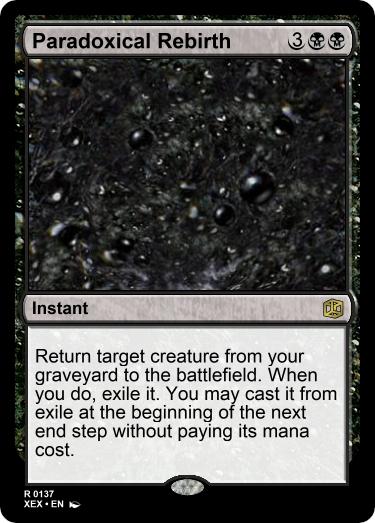 Paradoxical Rebirth 3
Instant
Return target creature from your
graveyard to the battlefield. When
you do, exile it. You may cast it from
exile at the beginning of the next
end step without paying its mana
cost.
R 0137
XEX • EN